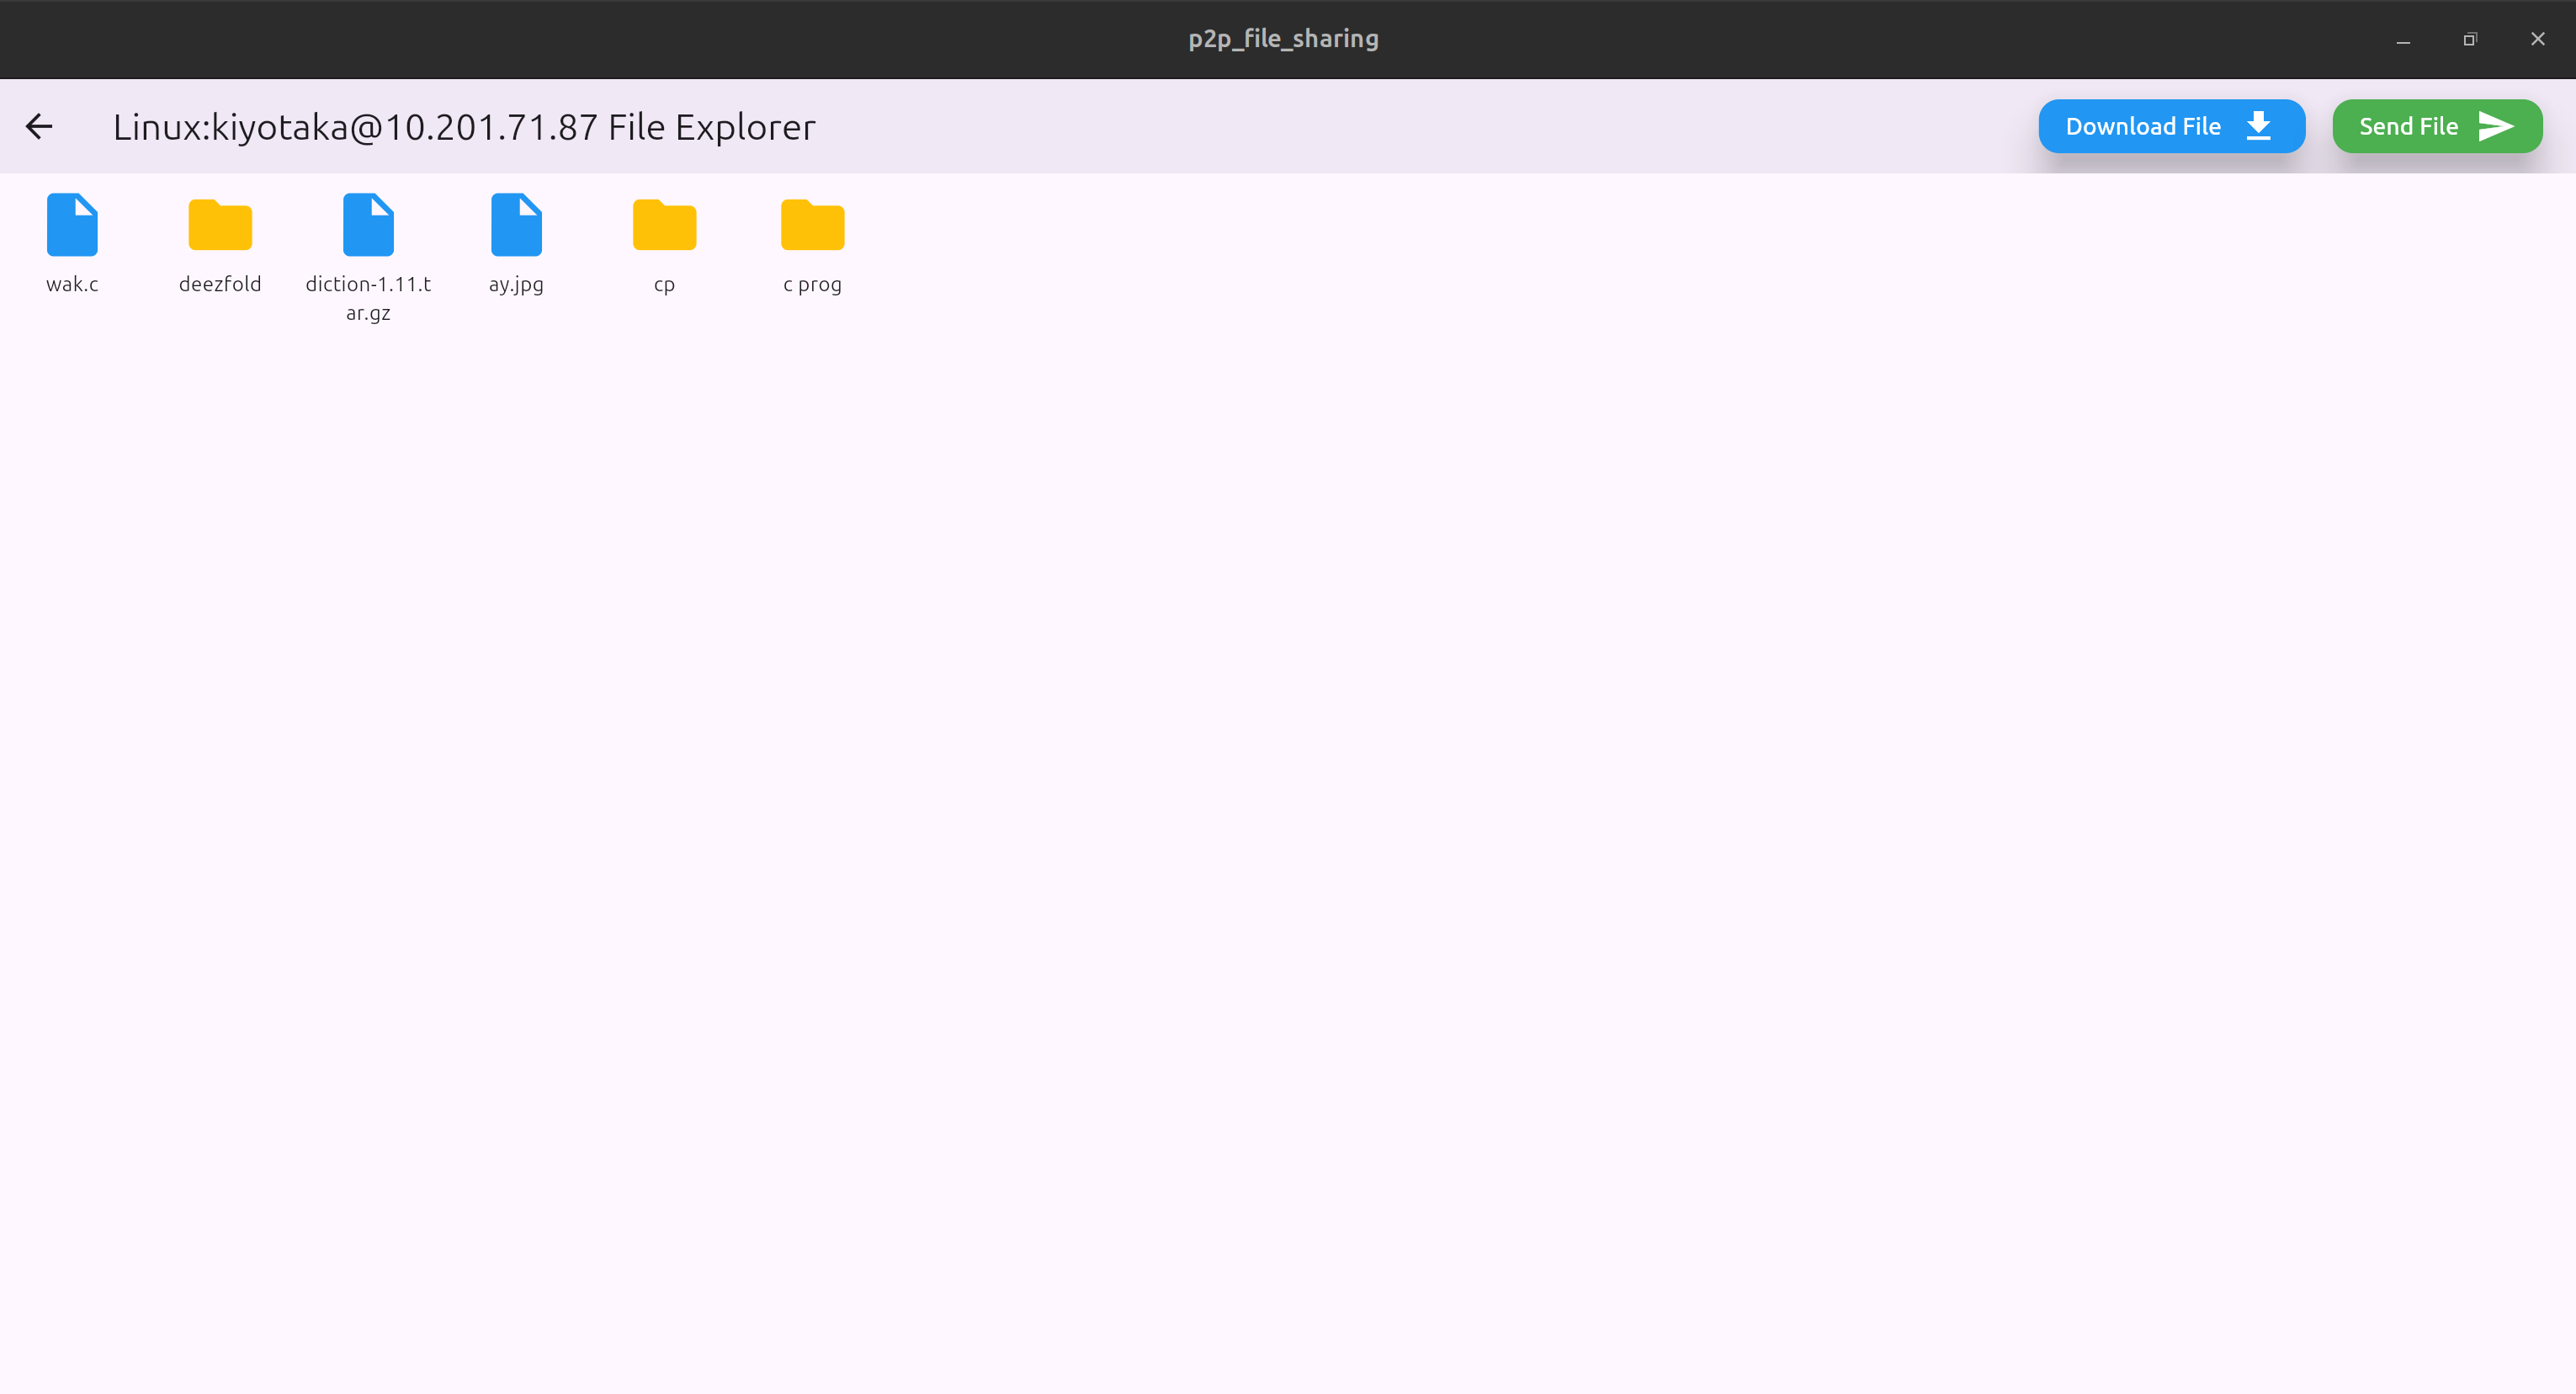 p2p_file_sharing
Linux:kiyotaka@10.201.71.87 File Explorer
Download File
Send File
wak.c
deezfold
diction-1.11.t
ar.gz
ay.jpg
cp
c prog